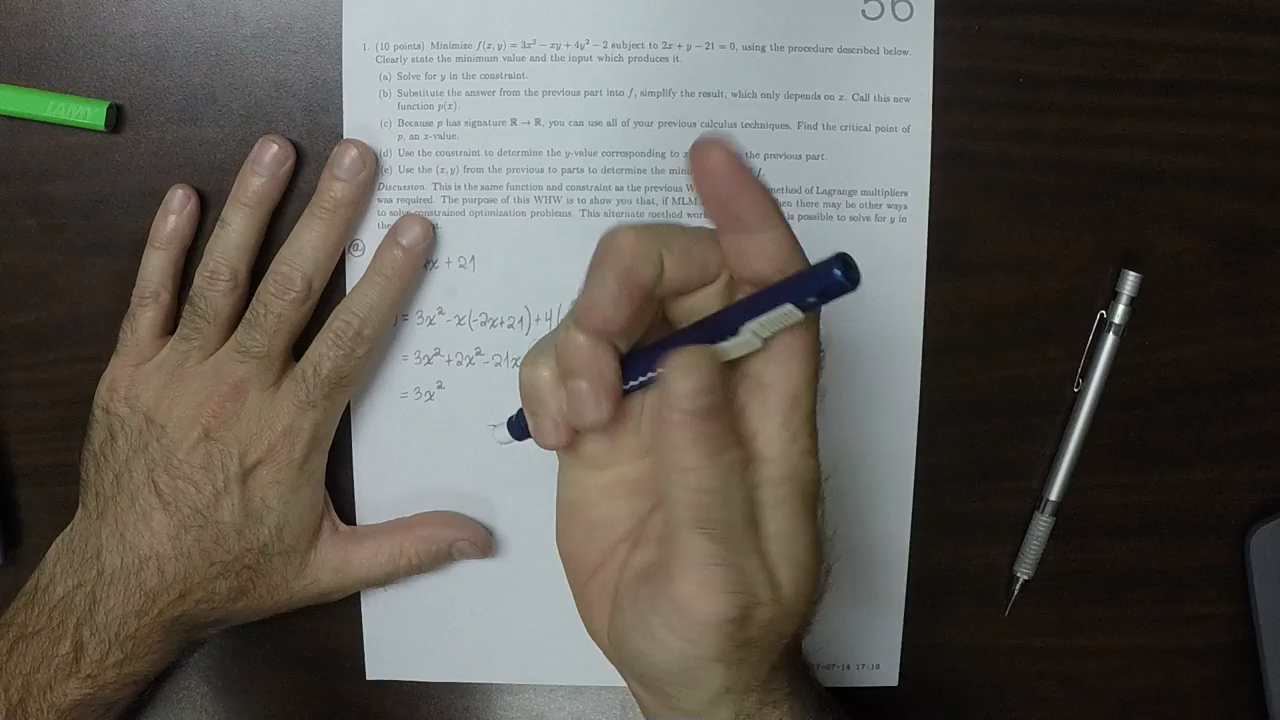 56
1. (10 points) Minimize f(x, y) = 3x² − xy + 4y² − 2 subject to 2x + y − 21 = 0, using the procedure described below.
Clearly state the minimum value and the input which produces it.
(a) Solve for y in the constraint.
(b) Substitute the answer from the previous part into f, simplify the result, which only depends on x. Call this new
function p(x).
(c) Because p has signature ℝ → ℝ, you can use all of your previous calculus techniques. Find the critical point of
p, an x-value.
(d) Use the constraint to determine the y-value corresponding to x the previous part.
(e) Use the (x, y) from the previous to parts to determine the f.
Discussion. This is the same function and constraint as the previous method of Lagrange multipliers
was required. The purpose of this WHW is to show you that, if MLM there may be other ways
to solve constrained optimization problems. This alternate method is possible to solve for y in
the
ⓐ x + 21
= 3x² - x(-2x+21) + 4(
= 3x² + 2x² - 21x
= 3x²
LAMY
-07-14 17:18